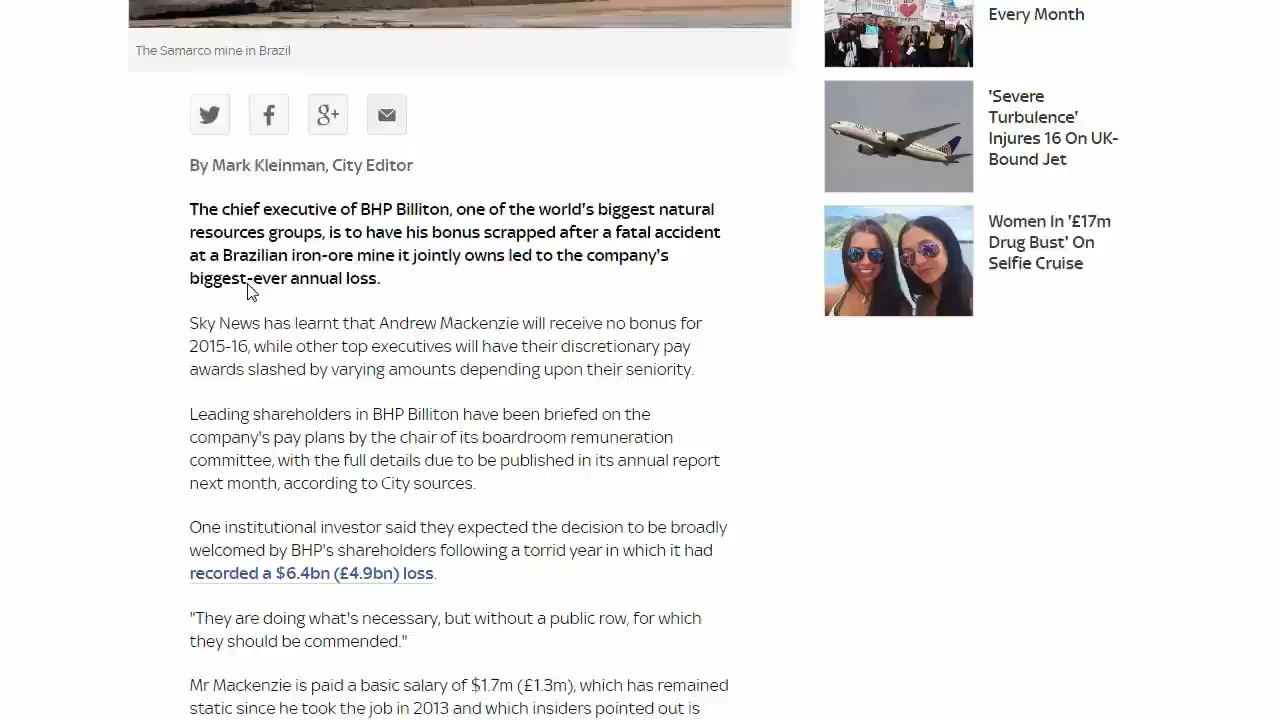 The Samarco mine in Brazil
By Mark Kleinman, City Editor
The chief executive of BHP Billiton, one of the world's biggest natural
resources groups, is to have his bonus scrapped after a fatal accident
at a Brazilian iron-ore mine it jointly owns led to the company's
biggest-ever annual loss.
Sky News has learnt that Andrew Mackenzie will receive no bonus for
2015-16, while other top executives will have their discretionary pay
awards slashed by varying amounts depending upon their seniority.
Leading shareholders in BHP Billiton have been briefed on the
company's pay plans by the chair of its boardroom remuneration
committee, with the full details due to be published in its annual report
next month, according to City sources.
One institutional investor said they expected the decision to be broadly
welcomed by BHP's shareholders following a torrid year in which it had
recorded a $6.4bn (£4.9bn) loss.
"They are doing what's necessary, but without a public row, for which
they should be commended."
Mr Mackenzie is paid a basic salary of $1.7m (£1.3m), which has remained
static since he took the job in 2013 and which insiders pointed out is
Every Month
'Severe
Turbulence'
Injures 16 On UK-
Bound Jet
Women In '£17m
Drug Bust' On
Selfie Cruise